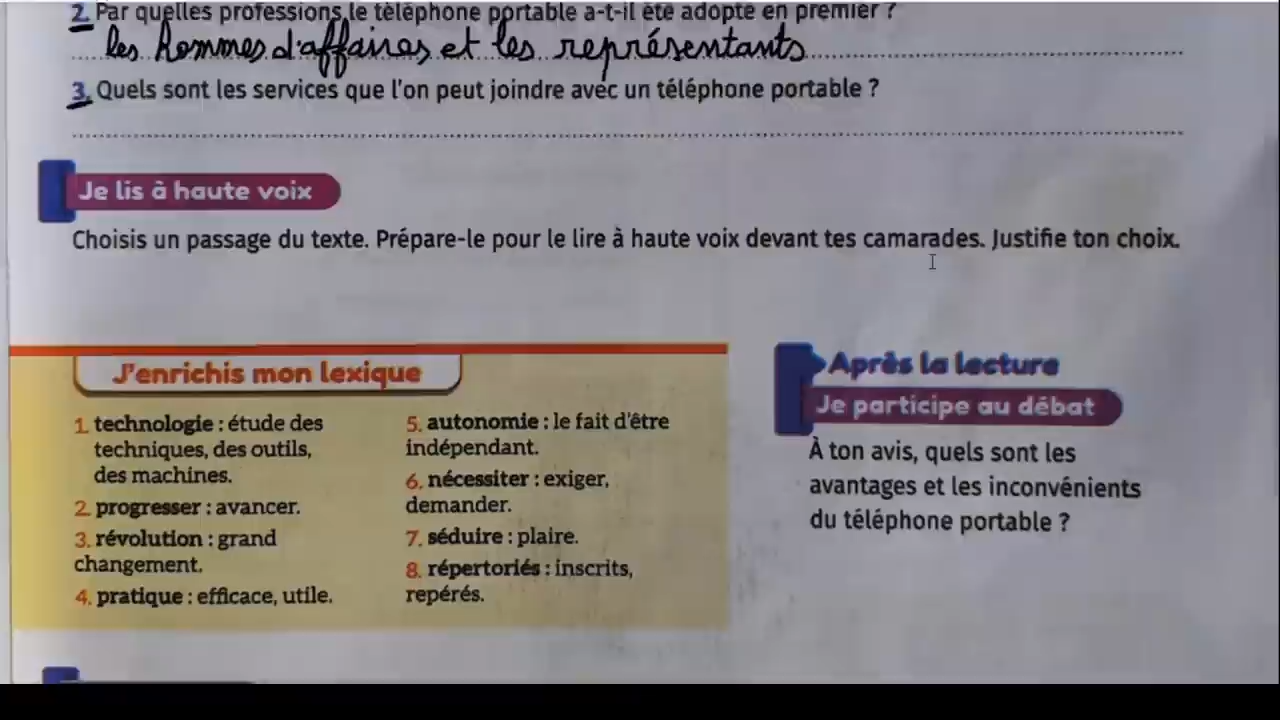 2. Par quelles professions le téléphone portable a-t-il été adopté en premier ?
les hommes d'affaires et les représentants
3. Quels sont les services que l'on peut joindre avec un téléphone portable ?
Je lis à haute voix
Choisis un passage du texte. Prépare-le pour le lire à haute voix devant tes camarades. Justifie ton choix.
J'enrichis mon lexique
1. technologie : étude des
techniques, des outils,
des machines.
2. progresser : avancer.
3. révolution : grand
changement.
4. pratique : efficace, utile.
5. autonomie : le fait d'être
indépendant.
6. nécessiter : exiger,
demander.
7. séduire : plaire.
8. répertoriés : inscrits,
repérés.
Après la lecture
Je participe au débat
À ton avis, quels sont les
avantages et les inconvénients
du téléphone portable ?